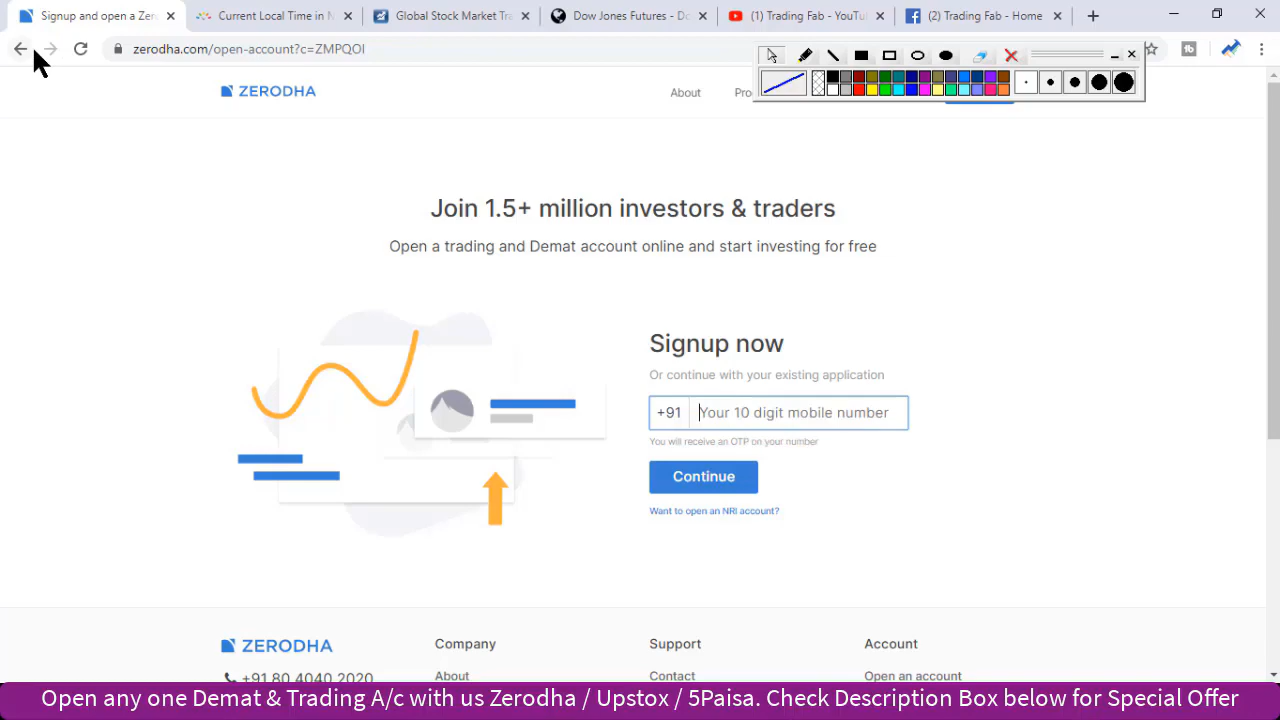 Signup and open a Zero
Current Local Time in N
Global Stock Market Tra
Dow Jones Futures - Do
(1) Trading Fab - YouTu
(2) Trading Fab - Home
zerodha.com/open-account?c=ZMPQOI
ZERODHA
About
Pro
Join 1.5+ million investors & traders
Open a trading and Demat account online and start investing for free
Signup now
Or continue with your existing application
+91 Your 10 digit mobile number
You will receive an OTP on your number
Continue
Want to open an NRI account?
ZERODHA
Company
Support
Account
+91 80 4040 2020
About
Contact
Open an account
Open any one Demat & Trading A/c with us Zerodha / Upstox / 5Paisa. Check Description Box below for Special Offer